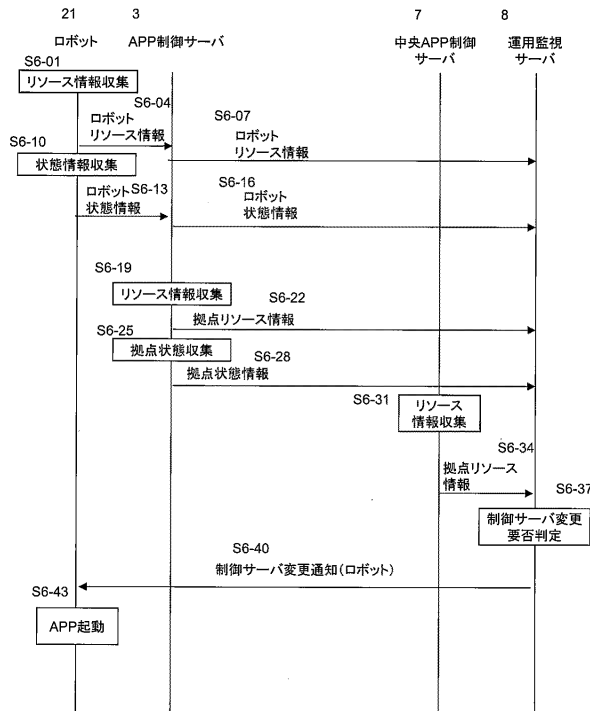 21
3
7
8
ロボット
APP制御サーバ
中央APP制御
サーバ
運用監視
サーバ
S6-01
リソース情報収集
S6-04
ロボット
リソース情報
S6-07
ロボット
リソース情報
S6-10
状態情報収集
ロボット
状態情報
S6-13
S6-16
ロボット
状態情報
S6-19
リソース情報収集
S6-22
拠点リソース情報
S6-25
拠点状態収集
S6-28
拠点状態情報
S6-31
リソース
情報収集
S6-34
拠点リソース
情報
S6-37
制御サーバ変更
要否判定
S6-40
制御サーバ変更通知(ロボット)
S6-43
APP起動